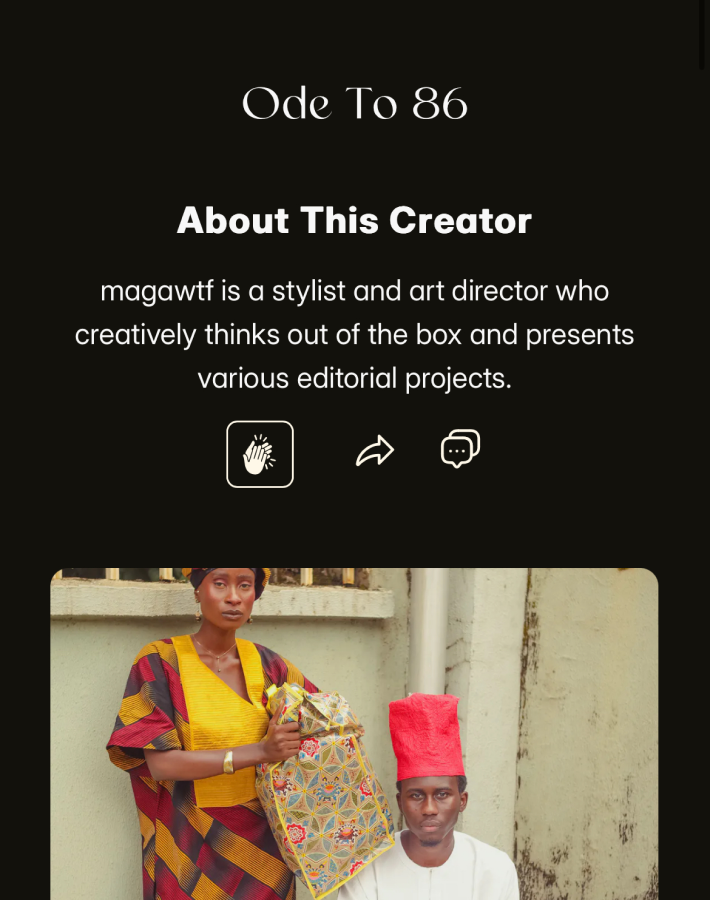 Ode To 86
About This Creator
magawtf is a stylist and art director who
creatively thinks out of the box and presents
various editorial projects.